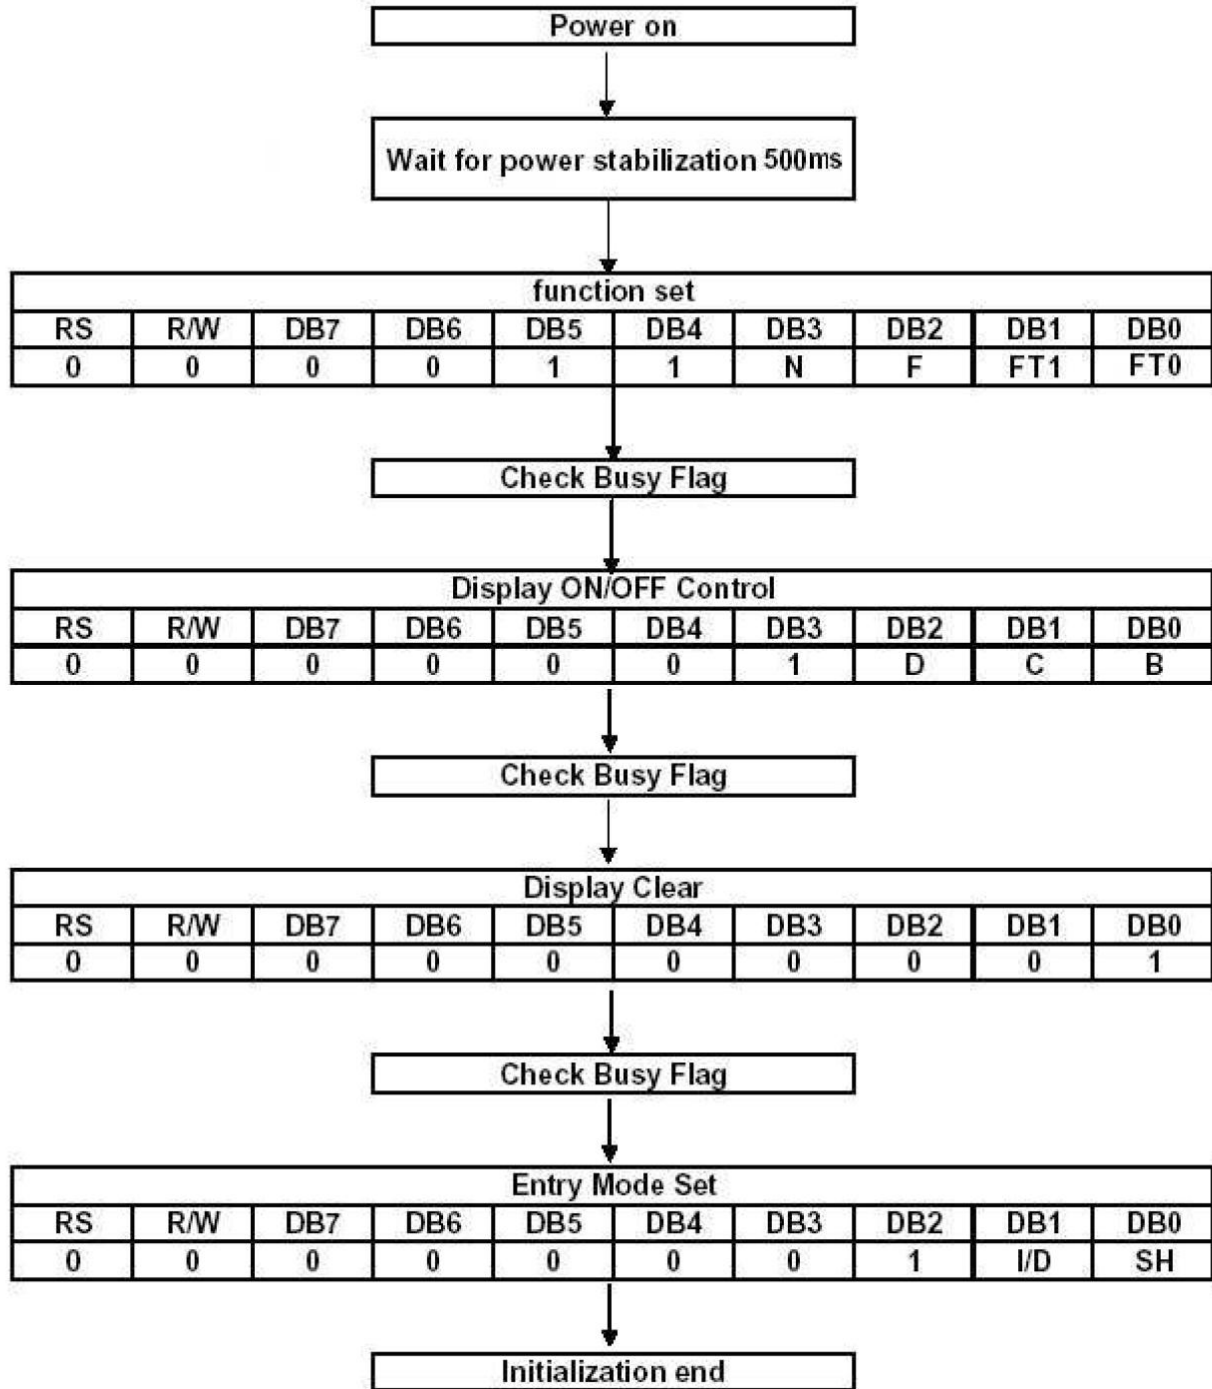 Power on
Wait for power stabilization 500ms
function set
RS R/W DB7 DB6 DB5 DB4 DB3 DB2 DB1 DB0
0 0 0 0 1 1 N F FT1 FT0
Check Busy Flag
Display ON/OFF Control
RS R/W DB7 DB6 DB5 DB4 DB3 DB2 DB1 DB0
0 0 0 0 0 0 1 D C B
Check Busy Flag
Display Clear
RS R/W DB7 DB6 DB5 DB4 DB3 DB2 DB1 DB0
0 0 0 0 0 0 0 0 0 1
Check Busy Flag
Entry Mode Set
RS R/W DB7 DB6 DB5 DB4 DB3 DB2 DB1 DB0
0 0 0 0 0 0 0 1 I/D SH
Initialization end